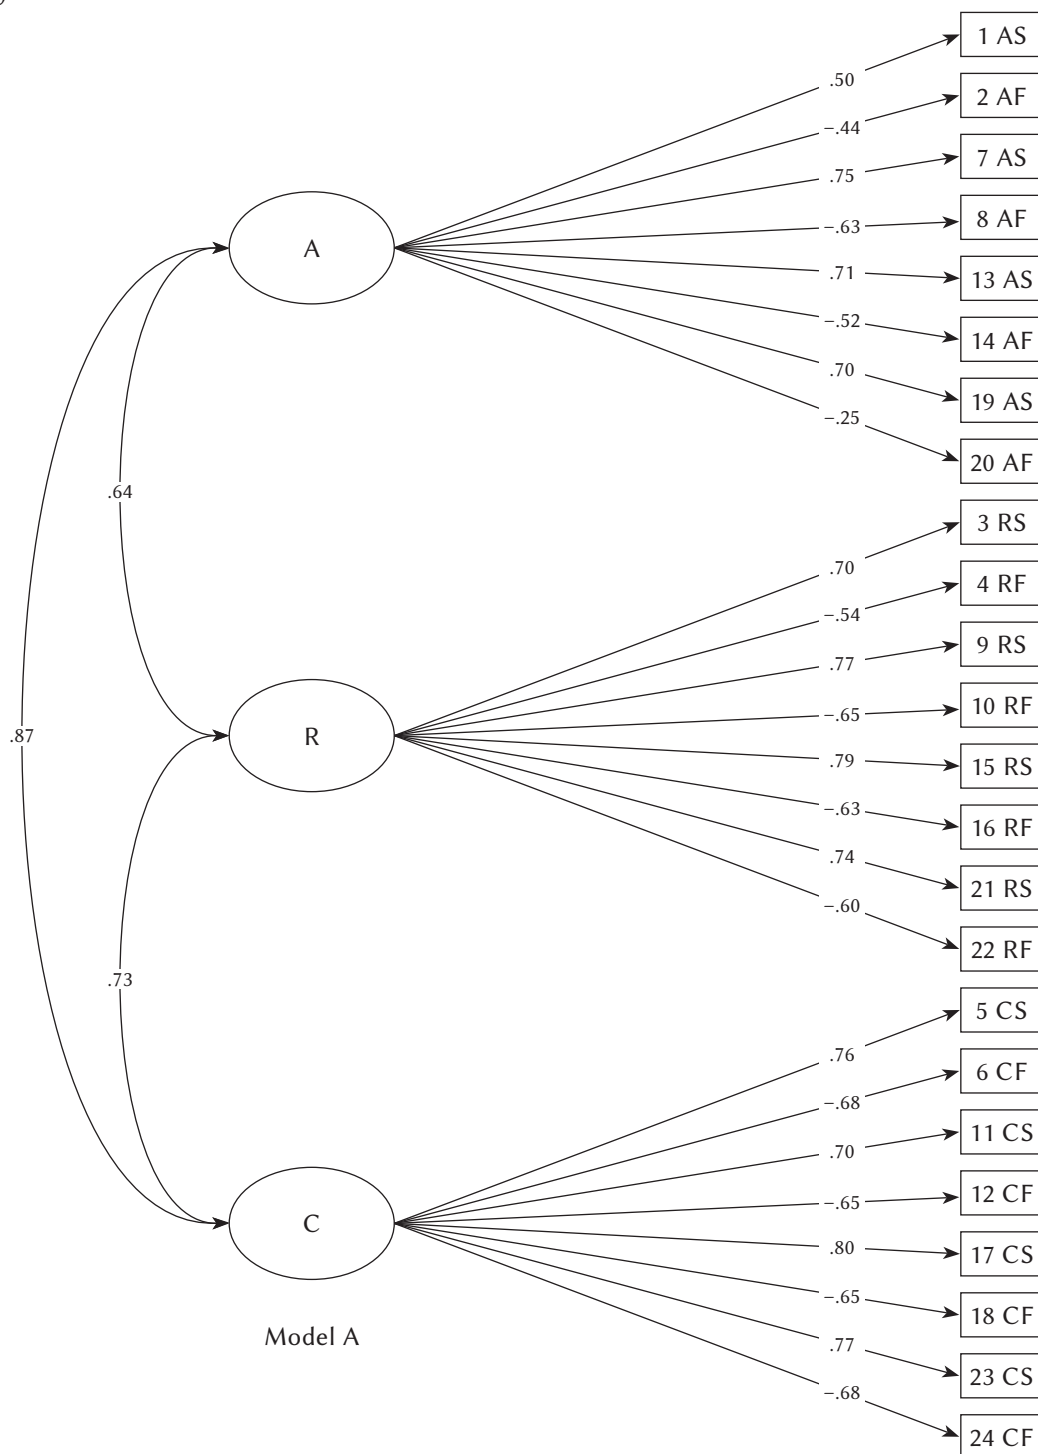 1 AS
.50
2 AF
−.44
7 AS
.75
8 AF
−.63
A
13 AS
.71
14 AF
−.52
19 AS
.70
20 AF
−.25
.64
3 RS
.70
4 RF
−.54
9 RS
.77
10 RF
−.65
.87
R
15 RS
.79
16 RF
−.63
21 RS
.74
22 RF
−.60
.73
5 CS
.76
6 CF
−.68
11 CS
.70
12 CF
−.65
C
17 CS
.80
18 CF
−.65
Model A
23 CS
.77
24 CF
−.68